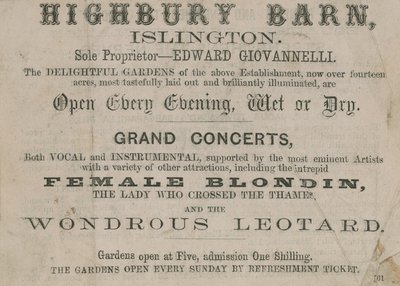 HIGHBURY BARN,
ISLINGTON.
Sole Proprietor—EDWARD GIOVANNELLI.
The DELIGHTFUL GARDENS of the above Establishment, now over fourteen
acres, most tastefully laid out and brilliantly illuminated, are
Open Every Evening, Wet or Dry.
GRAND CONCERTS,
Both VOCAL and INSTRUMENTAL, supported by the most eminent Artists
with a variety of other attractions, including the intrepid
FEMALE BLONDIN,
THE LADY WHO CROSSED THE THAMES,
AND THE
WONDROUS LEOTARD.
Gardens open at Five, admission One Shilling.
THE GARDENS OPEN EVERY SUNDAY BY REFRESHMENT TICKET.